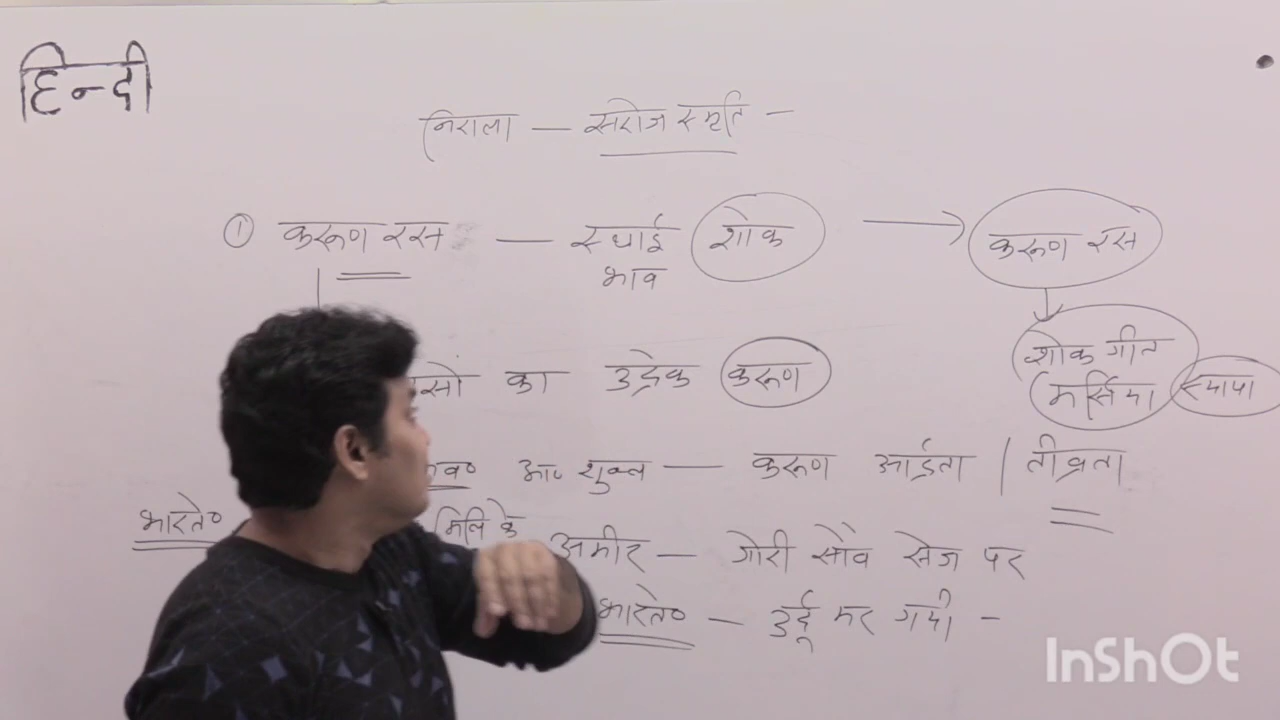 हिन्दी
निराला — सरोज स्मृति —
① करूण रस — स्थाई भाव शोक → करूण रस
शोक गीत
(मर्सिया स्यापा
रसों का उद्रेक करूण
आ० शुक्ल — करूण आर्द्रता / तीव्रता
भारते० मिलि के
अमीर — गोरी सोवै सेज पर
भारते० — उर्दू मर गयी —
InShOt